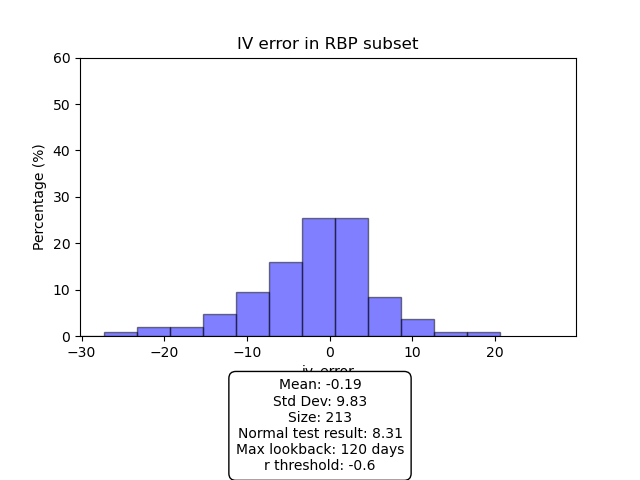 IV error in RBP subset
Percentage (%)
60
50
40
30
20
10
0
−30
−20
−10
0
10
20
iv_error
Mean: -0.19
Std Dev: 9.83
Size: 213
Normal test result: 8.31
Max lookback: 120 days
r threshold: -0.6